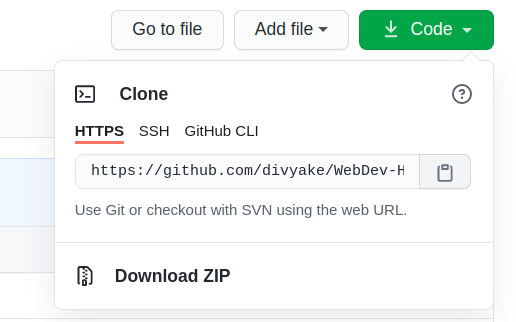 Go to file Add file Code
Clone
HTTPS SSH GitHub CLI
https://github.com/divyake/WebDev-H
Use Git or checkout with SVN using the web URL.
Download ZIP